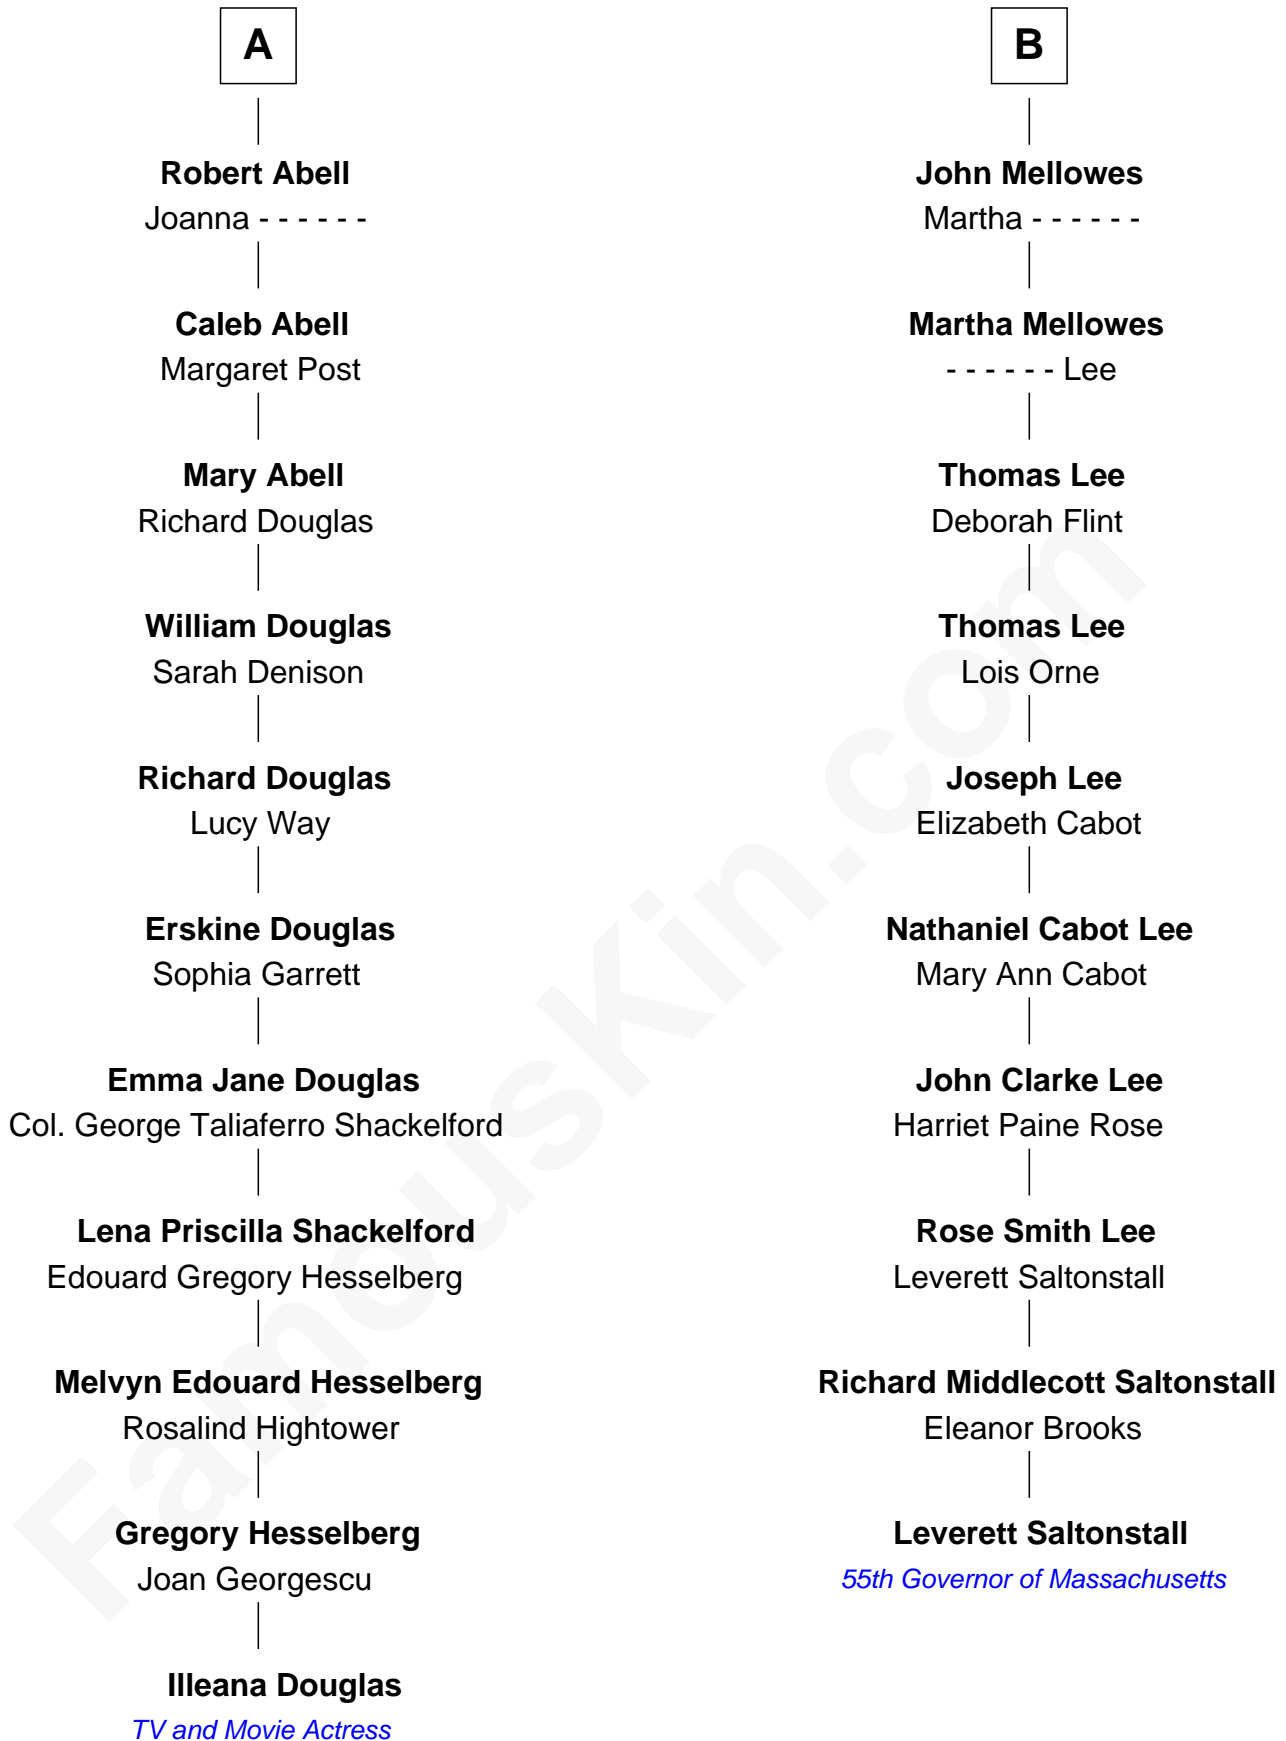 A
Robert Abell
Joanna - - - - - -
Caleb Abell
Margaret Post
Mary Abell
Richard Douglas
William Douglas
Sarah Denison
Richard Douglas
Lucy Way
Erskine Douglas
Sophia Garrett
Emma Jane Douglas
Col. George Taliaferro Shackelford
Lena Priscilla Shackelford
Edouard Gregory Hesselberg
Melvyn Edouard Hesselberg
Rosalind Hightower
Gregory Hesselberg
Joan Georgescu
Illeana Douglas
TV and Movie Actress
B
John Mellowes
Martha - - - - - -
Martha Mellowes
- - - - - - Lee
Thomas Lee
Deborah Flint
Thomas Lee
Lois Orne
Joseph Lee
Elizabeth Cabot
Nathaniel Cabot Lee
Mary Ann Cabot
John Clarke Lee
Harriet Paine Rose
Rose Smith Lee
Leverett Saltonstall
Richard Middlecott Saltonstall
Eleanor Brooks
Leverett Saltonstall
55th Governor of Massachusetts
FamousKin.com